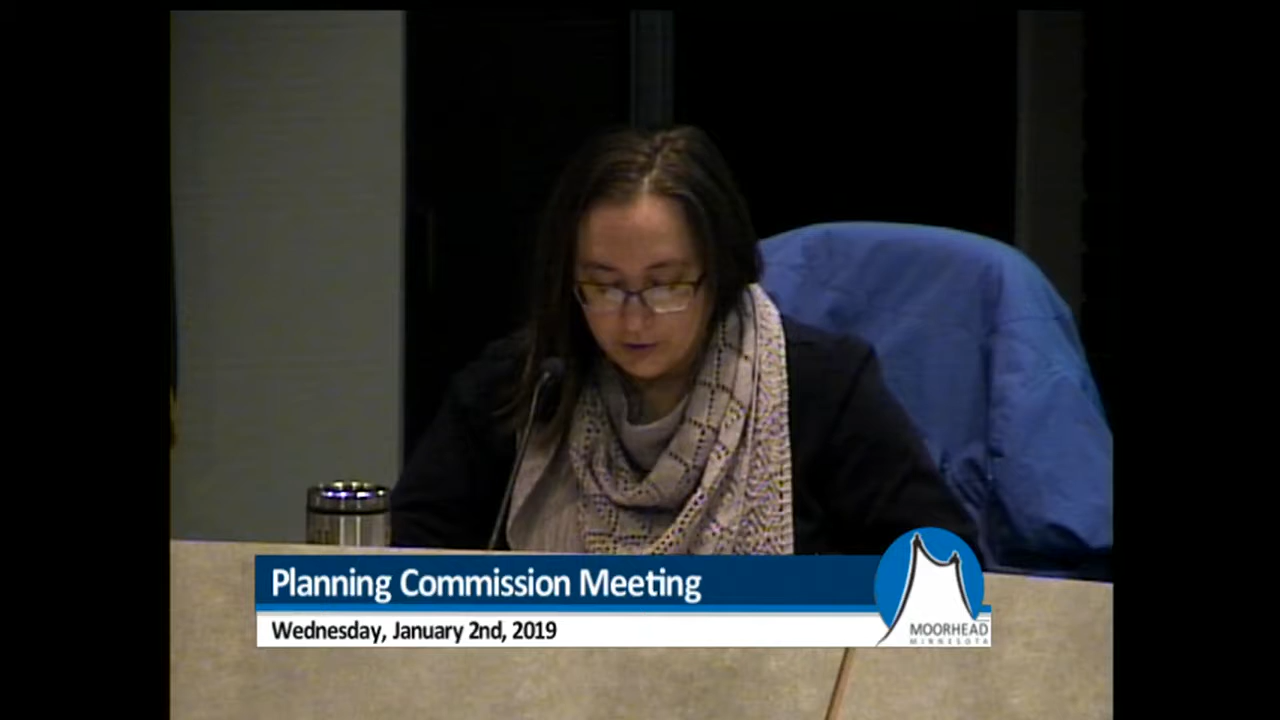 Planning Commission Meeting
Wednesday, January 2nd, 2019
MOORHEAD
MINNESOTA